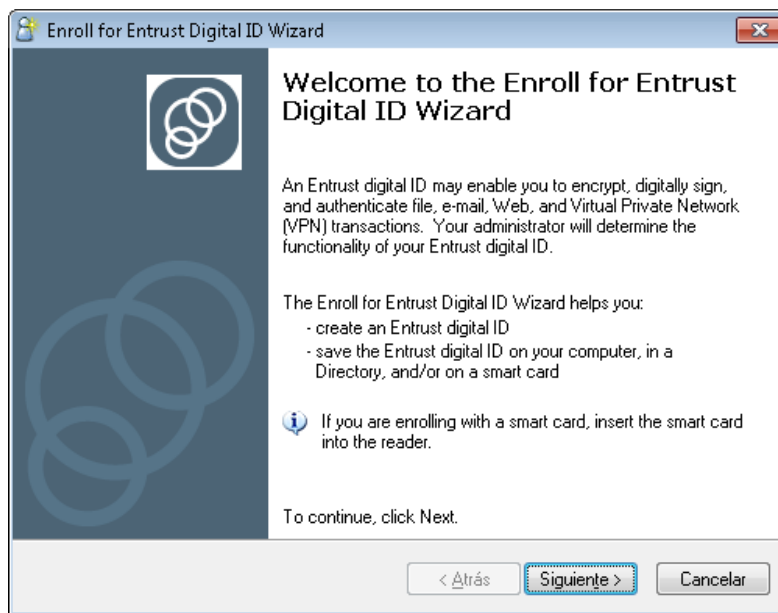 Enroll for Entrust Digital ID Wizard
Welcome to the Enroll for Entrust
Digital ID Wizard
An Entrust digital ID may enable you to encrypt, digitally sign,
and authenticate file, e-mail, Web, and Virtual Private Network
(VPN) transactions. Your administrator will determine the
functionality of your Entrust digital ID.
The Enroll for Entrust Digital ID Wizard helps you:
- create an Entrust digital ID
- save the Entrust digital ID on your computer, in a
Directory, and/or on a smart card
If you are enrolling with a smart card, insert the smart card
into the reader.
To continue, click Next.
< Atrás Siguiente > Cancelar